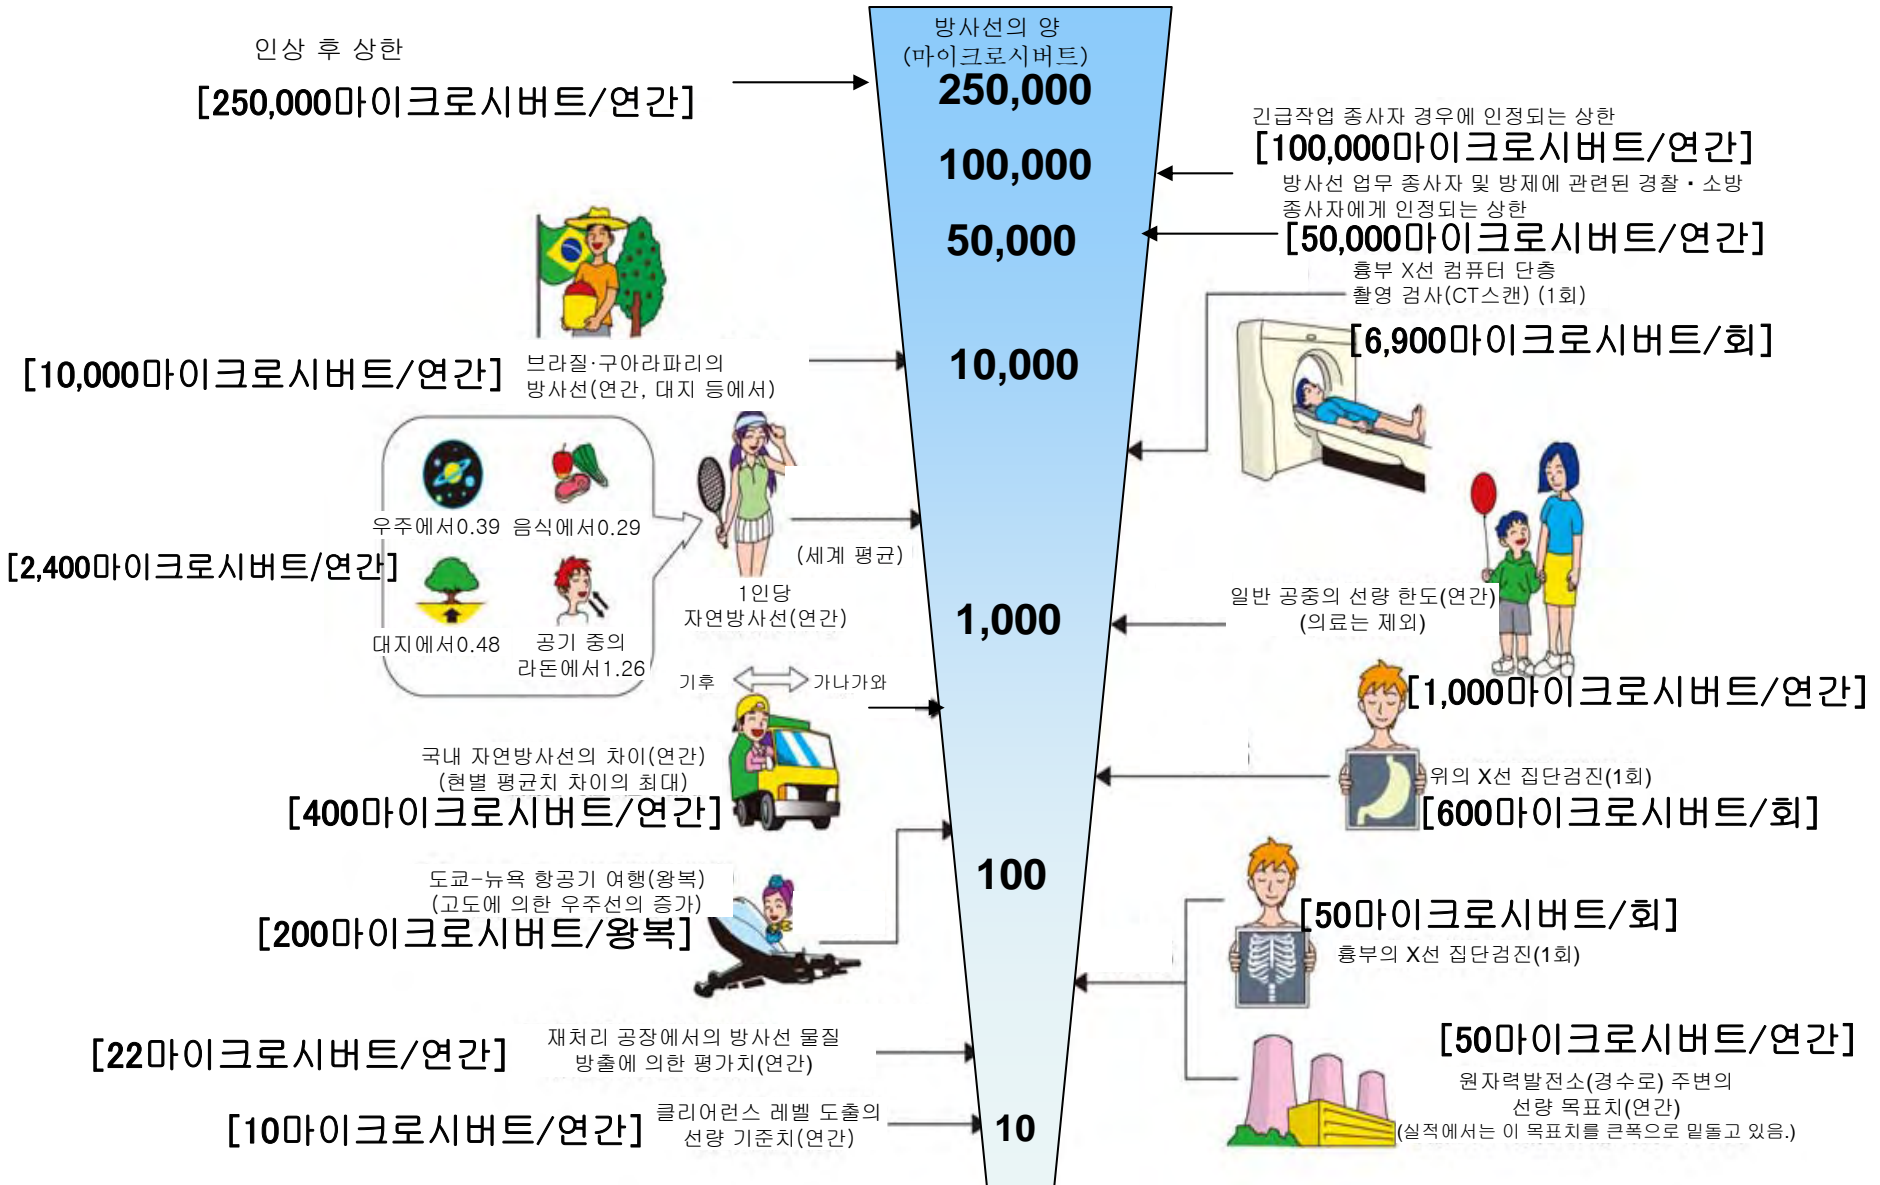 방사선의 양
(마이크로시버트)
250,000
100,000
50,000
10,000
1,000
100
10
인상 후 상한
[250,000마이크로시버트/연간]
[10,000마이크로시버트/연간]
브라질·구아라파리의
방사선(연간, 대지 등에서)
우주에서0.39
음식에서0.29
[2,400마이크로시버트/연간]
대지에서0.48
공기 중의
라돈에서1.26
(세계 평균)
1인당
자연방사선(연간)
기후
가나가와
국내 자연방사선의 차이(연간)
(현별 평균치 차이의 최대)
[400마이크로시버트/연간]
도쿄-뉴욕 항공기 여행(왕복)
(고도에 의한 우주선의 증가)
[200마이크로시버트/왕복]
[22마이크로시버트/연간]
재처리 공장에서의 방사선 물질
방출에 의한 평가치(연간)
[10마이크로시버트/연간]
클리어런스 레벨 도출의
선량 기준치(연간)
긴급작업 종사자 경우에 인정되는 상한
[100,000마이크로시버트/연간]
방사선 업무 종사자 및 방제에 관련된 경찰・소방
종사자에게 인정되는 상한
[50,000마이크로시버트/연간]
흉부 X선 컴퓨터 단층
촬영 검사(CT스캔) (1회)
[6,900마이크로시버트/회]
일반 공중의 선량 한도(연간)
(의료는 제외)
[1,000마이크로시버트/연간]
위의 X선 집단검진(1회)
[600마이크로시버트/회]
[50마이크로시버트/회]
흉부의 X선 집단검진(1회)
[50마이크로시버트/연간]
원자력발전소(경수로) 주변의
선량 목표치(연간)
(실적에서는 이 목표치를 큰폭으로 밑돌고 있음.)